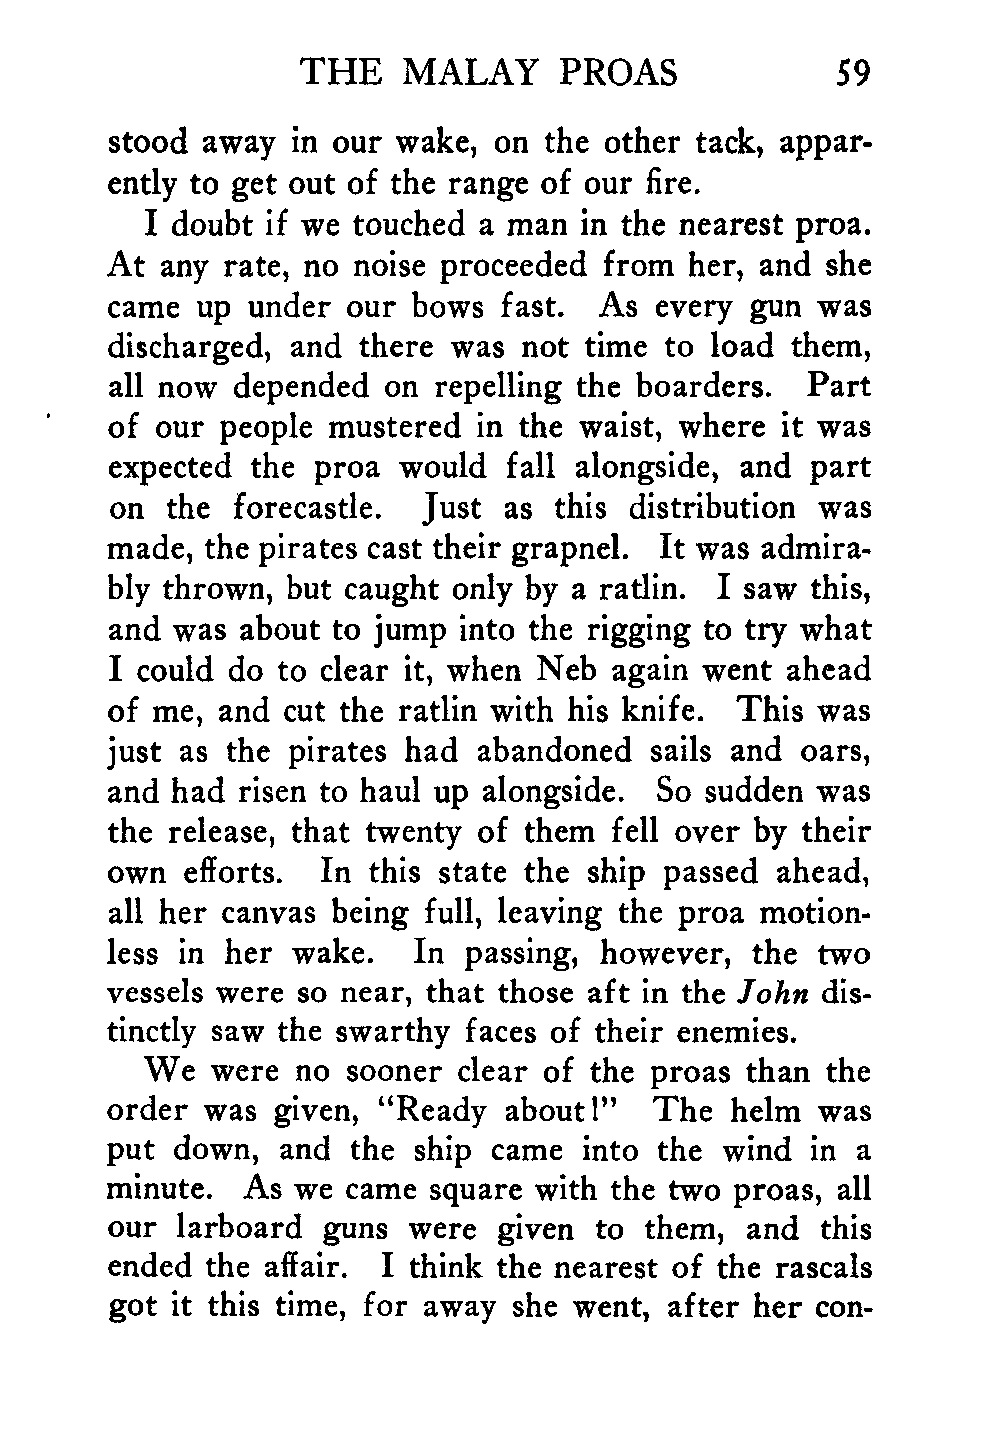 THE MALAY PROAS 59
stood away in our wake, on the other tack, appar-
ently to get out of the range of our fire.
I doubt if we touched a man in the nearest proa.
At any rate, no noise proceeded from her, and she
came up under our bows fast. As every gun was
discharged, and there was not time to load them,
all now depended on repelling the boarders. Part
of our people mustered in the waist, where it was
expected the proa would fall alongside, and part
on the forecastle. Just as this distribution was
made, the pirates cast their grapnel. It was admira-
bly thrown, but caught only by a ratlin. I saw this,
and was about to jump into the rigging to try what
I could do to clear it, when Neb again went ahead
of me, and cut the ratlin with his knife. This was
just as the pirates had abandoned sails and oars,
and had risen to haul up alongside. So sudden was
the release, that twenty of them fell over by their
own efforts. In this state the ship passed ahead,
all her canvas being full, leaving the proa motion-
less in her wake. In passing, however, the two
vessels were so near, that those aft in the John dis-
tinctly saw the swarthy faces of their enemies.
We were no sooner clear of the proas than the
order was given, “Ready about!” The helm was
put down, and the ship came into the wind in a
minute. As we came square with the two proas, all
our larboard guns were given to them, and this
ended the affair. I think the nearest of the rascals
got it this time, for away she went, after her con-